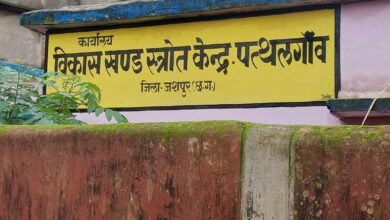 कार्यालय
विकास खण्ड स्त्रोत केन्द्र-पत्थलगाँव
जिला-जशपुर (छ.ग)